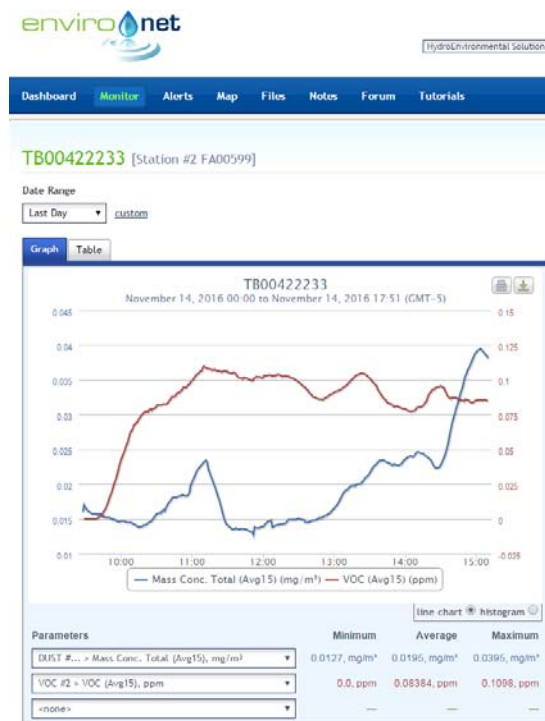 enviro net
HydroEnvironmental Solution
Dashboard Monitor Alerts Map Files Notes Forum Tutorials
TB00422233 [Station #2 FA00599]
Date Range
Last Day custom
Graph Table
TB00422233
November 14, 2016 00:00 to November 14, 2016 17:51 (GMT-5)
0.045 0.15
0.04 0.125
0.035 0.1
0.03 0.075
0.025 0.05
0.02 0.025
0.015 0
0.01 -0.025
10:00 11:00 12:00 13:00 14:00 15:00
Mass Conc. Total (Avg15) (mg/m³) VOC (Avg15) (ppm)
line chart histogram
Parameters Minimum Average Maximum
DUST #... > Mass Conc. Total (Avg15), mg/m³ 0.0127, mg/m³ 0.0195, mg/m³ 0.0395, mg/m³
VOC #2 > VOC (Avg15), ppm 0.0, ppm 0.08384, ppm 0.1098, ppm
<none> — — —